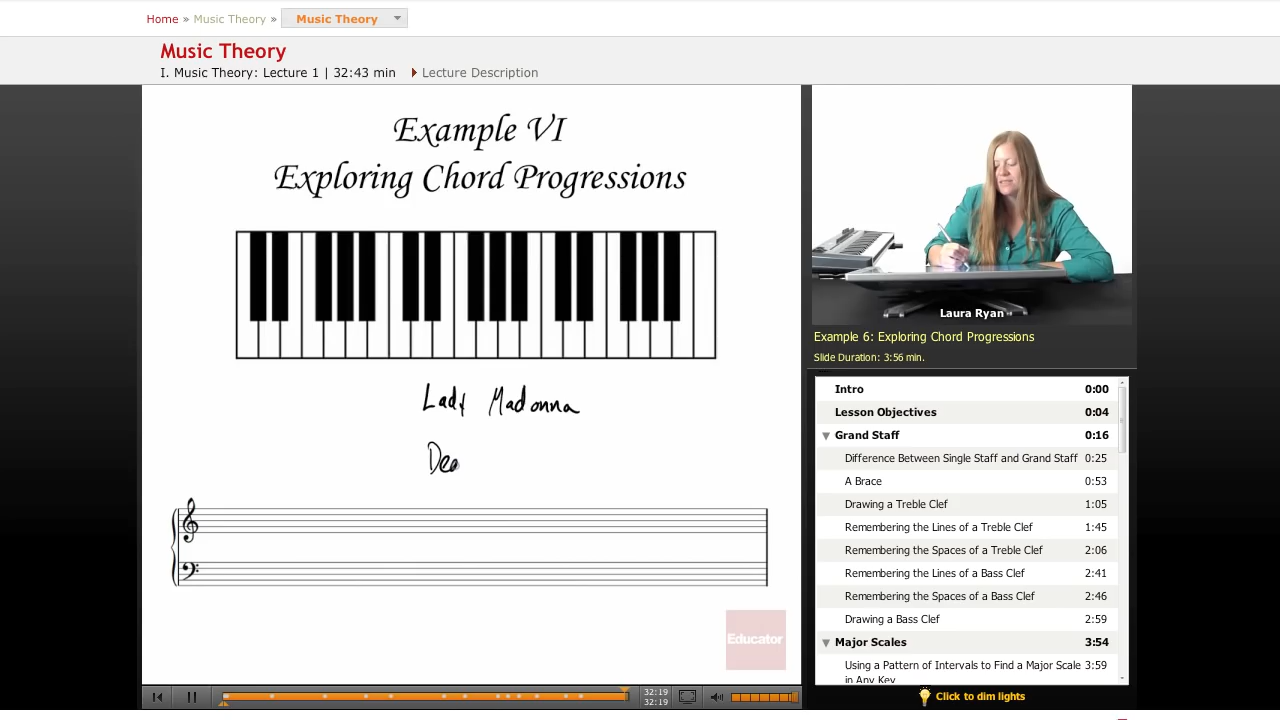 Home » Music Theory » Music Theory
Music Theory
I. Music Theory: Lecture 1 | 32:43 min Lecture Description
Example VI
Exploring Chord Progressions
Lady Madonna
Dea
Educator
32:19
32:19
Laura Ryan
Example 6: Exploring Chord Progressions
Slide Duration: 3:56 min.
Intro 0:00
Lesson Objectives 0:04
Grand Staff 0:16
Difference Between Single Staff and Grand Staff 0:25
A Brace 0:53
Drawing a Treble Clef 1:05
Remembering the Lines of a Treble Clef 1:45
Remembering the Spaces of a Treble Clef 2:06
Remembering the Lines of a Bass Clef 2:41
Remembering the Spaces of a Bass Clef 2:46
Drawing a Bass Clef 2:59
Major Scales 3:54
Using a Pattern of Intervals to Find a Major Scale 3:59
in Any Key
Click to dim lights